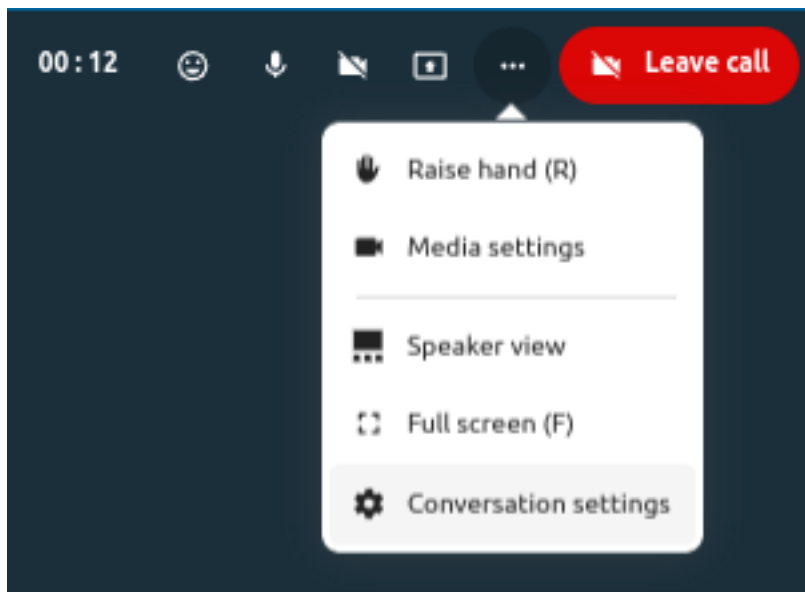 00 : 12 Leave call
Raise hand (R)
Media settings
Speaker view
Full screen (F)
Conversation settings